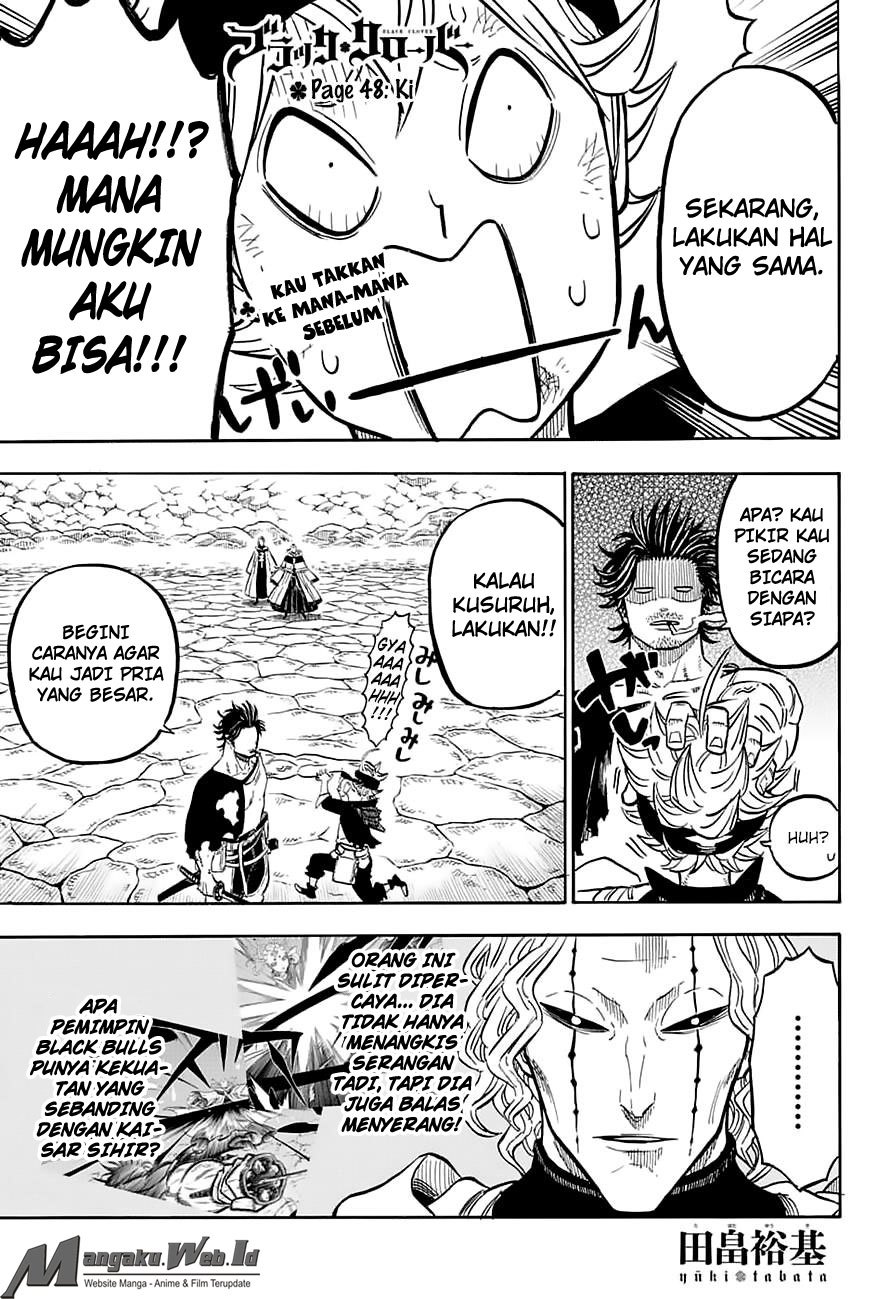 ブラッククローバー
BLACK CLOVER
Page 48: Ki
SEKARANG,
LAKUKAN HAL
YANG SAMA.
HAAAH!!?
MANA
MUNGKIN
AKU
BISA!!!
KAU TAKKAN
KE MANA-MANA
SEBELUM
APA? KAU
PIKIR KAU
SEDANG
BICARA
DENGAN
SIAPA?
HUH?
KALAU
KUSURUH,
LAKUKAN!!
GYA
AAA
AAA
HH
!!!
みしみしみし
BEGINI
CARANYA AGAR
KAU JADI PRIA
YANG BESAR.
.........
ORANG INI
SULIT DIPER-
CAYA... DIA
TIDAK HANYA
MENANGKIS
SERANGAN
TADI, TAPI DIA
JUGA BALAS
MENYERANG!
APA
PEMIMPIN
BLACK BULLS
PUNYA KEKUA-
TAN YANG
SEBANDING
DENGAN KAI-
SAR SIHIR?
Mangaku.Web.Id
Website Manga - Anime & Film Terupdate
田畠裕基
yūki tabata